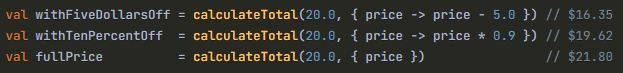 val withFiveDollarsOff = calculateTotal(20.0, { price -> price - 5.0 }) // $16.35
val withTenPercentOff  = calculateTotal(20.0, { price -> price * 0.9 }) // $19.62
val fullPrice          = calculateTotal(20.0, { price })                // $21.80